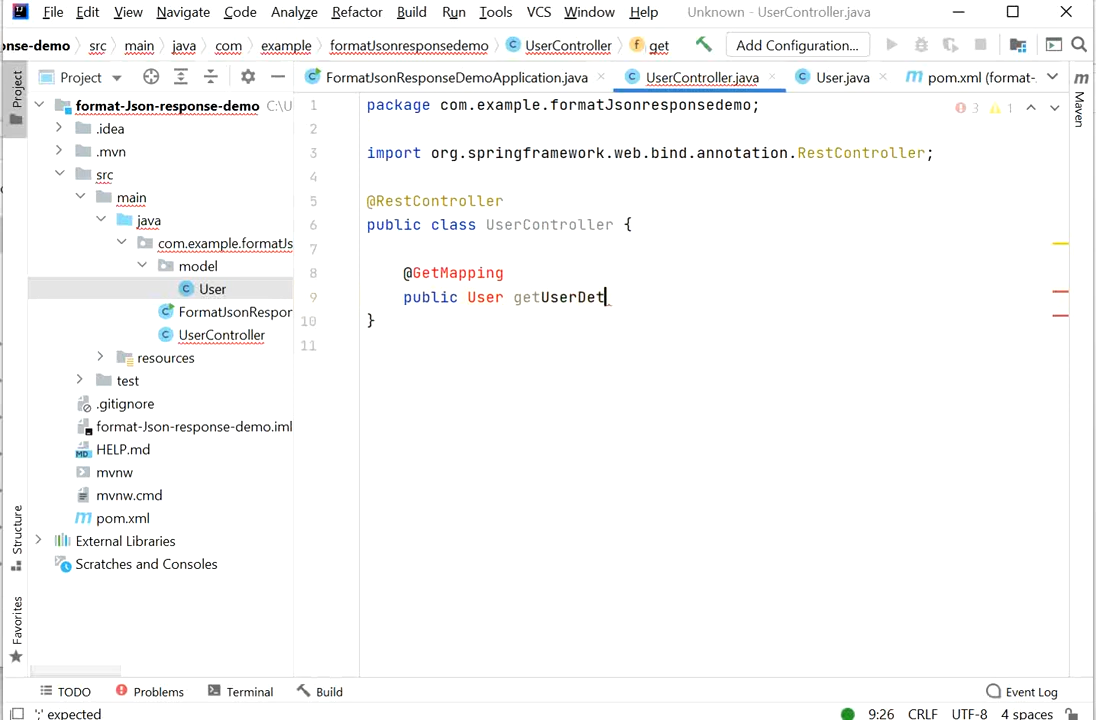 File Edit View Navigate Code Analyze Refactor Build Run Tools VCS Window Help Unknown - UserController.java
nse-demo src main java com example formatJsonresponsedemo UserController get Add Configuration...
Project FormatJsonResponseDemoApplication.java UserController.java User.java pom.xml (format-
Project
Structure
Favorites
format-Json-response-demo C:\U
.idea
.mvn
src
main
java
com.example.formatJs
model
User
FormatJsonRespor
UserController
resources
test
.gitignore
format-Json-response-demo.iml
HELP.md
mvnw
mvnw.cmd
pom.xml
External Libraries
Scratches and Consoles
1 package com.example.formatJsonresponsedemo;
2
3 import org.springframework.web.bind.annotation.RestController;
4
5 @RestController
6 public class UserController {
7
8 @GetMapping
9 public User getUserDet
10 }
11
3 1
m
Maven
TODO Problems Terminal Build Event Log
';' expected 9:26 CRLF UTF-8 4 spaces